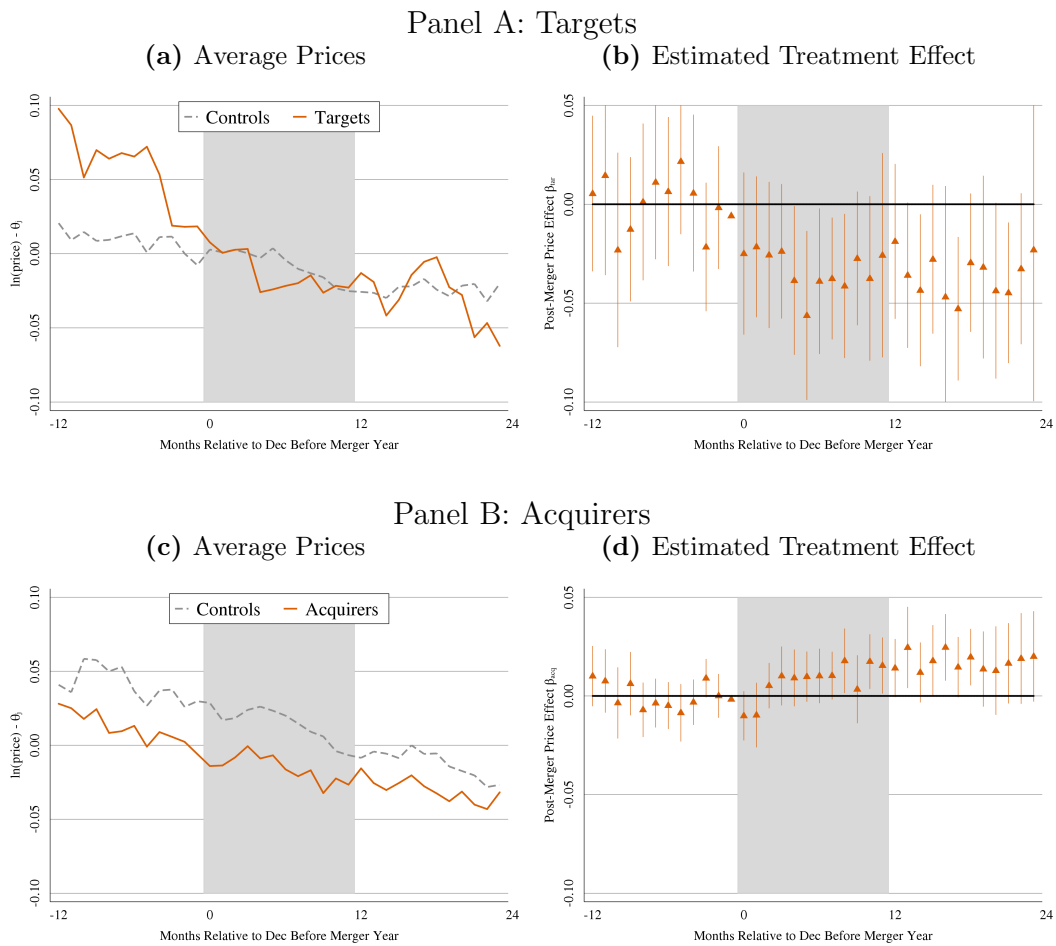 Panel A: Targets
(a) Average Prices
(b) Estimated Treatment Effect
Controls
Targets
ln(price) - θj
0.10
0.05
0.00
-0.05
-0.10
-12
0
12
24
Months Relative to Dec Before Merger Year
Post-Merger Price Effect βtar
0.05
0.00
-0.05
-0.10
-12
0
12
24
Months Relative to Dec Before Merger Year
Panel B: Acquirers
(c) Average Prices
(d) Estimated Treatment Effect
Controls
Acquirers
ln(price) - θj
0.10
0.05
0.00
-0.05
-0.10
-12
0
12
24
Months Relative to Dec Before Merger Year
Post-Merger Price Effect βacq
0.05
0.00
-0.05
-0.10
-12
0
12
24
Months Relative to Dec Before Merger Year